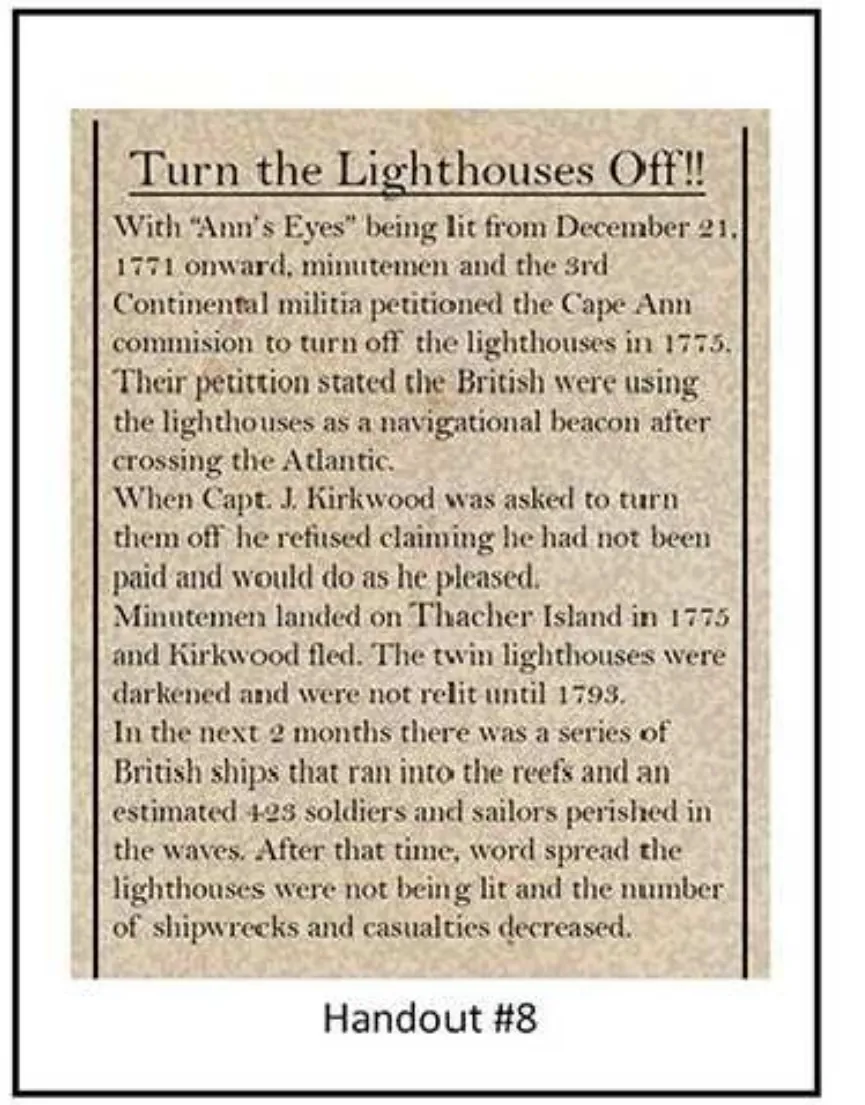 Turn the Lighthouses Off!!
With “Ann’s Eyes” being lit from December 21,
1771 onward, minutemen and the 3rd
Continental militia petitioned the Cape Ann
commision to turn off the lighthouses in 1775.
Their petittion stated the British were using
the lighthouses as a navigational beacon after
crossing the Atlantic.
When Capt. J. Kirkwood was asked to turn
them off he refused claiming he had not been
paid and would do as he pleased.
Minutemen landed on Thacher Island in 1775
and Kirkwood fled. The twin lighthouses were
darkened and were not relit until 1793.
In the next 2 months there was a series of
British ships that ran into the reefs and an
estimated 423 soldiers and sailors perished in
the waves. After that time, word spread the
lighthouses were not being lit and the number
of shipwrecks and casualties decreased.
Handout #8